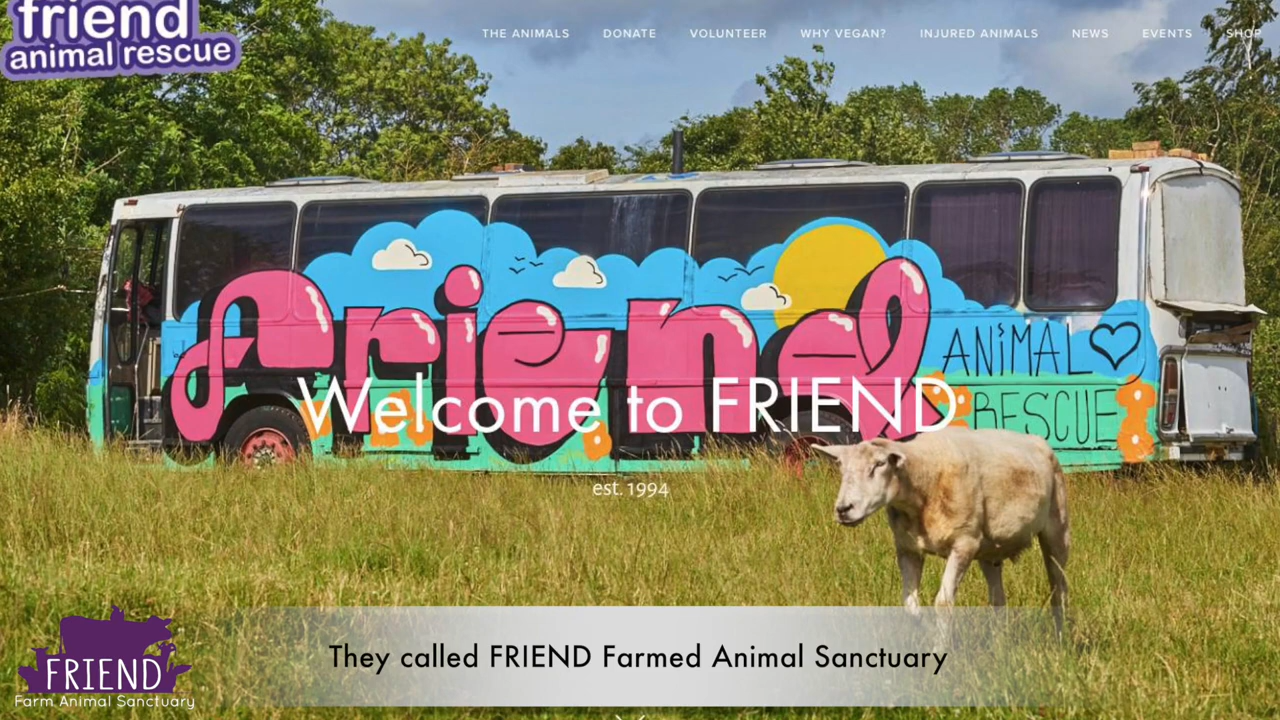 friend
animal rescue
THE ANIMALS DONATE VOLUNTEER WHY VEGAN? INJURED ANIMALS NEWS EVENTS SHOP
friend
ANiMAL
RESCUE
Welcome to FRIEND
est. 1994
They called FRIEND Farmed Animal Sanctuary
FRIEND
Farm Animal Sanctuary